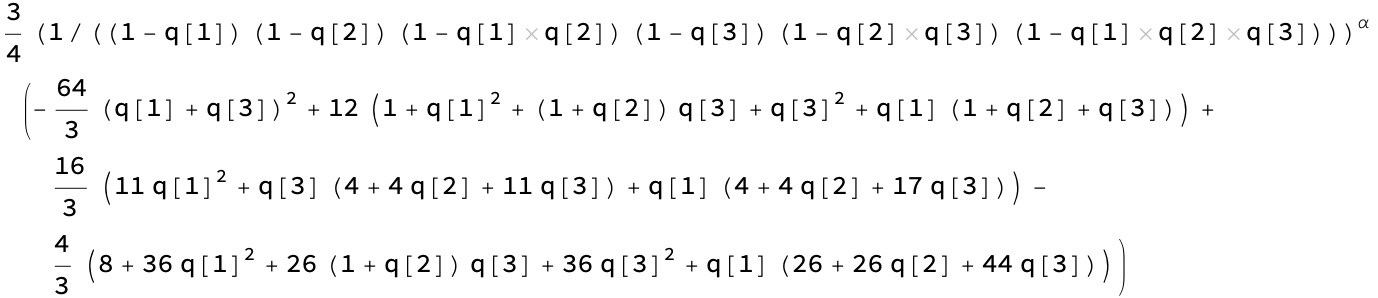 3/4 (1 / ((1 - q[1]) (1 - q[2]) (1 - q[1] × q[2]) (1 - q[3]) (1 - q[2] × q[3]) (1 - q[1] × q[2] × q[3])))^α
(- 64/3 (q[1] + q[3])² + 12 (1 + q[1]² + (1 + q[2]) q[3] + q[3]² + q[1] (1 + q[2] + q[3])) +
16/3 (11 q[1]² + q[3] (4 + 4 q[2] + 11 q[3]) + q[1] (4 + 4 q[2] + 17 q[3])) -
4/3 (8 + 36 q[1]² + 26 (1 + q[2]) q[3] + 36 q[3]² + q[1] (26 + 26 q[2] + 44 q[3])))